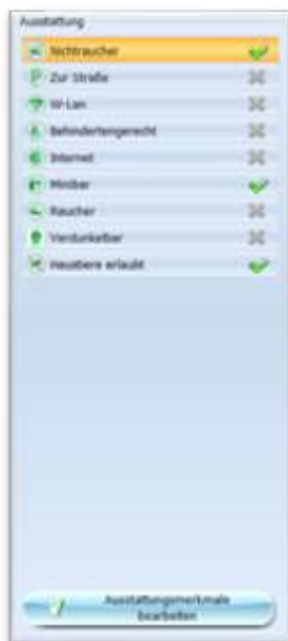 Ausstattung
Nichtraucher
Zur Straße
W-Lan
Behindertengerecht
Internet
Minibar
Raucher
Verdunkelbar
Haustiere erlaubt
Ausstattungsmerkmale
bearbeiten